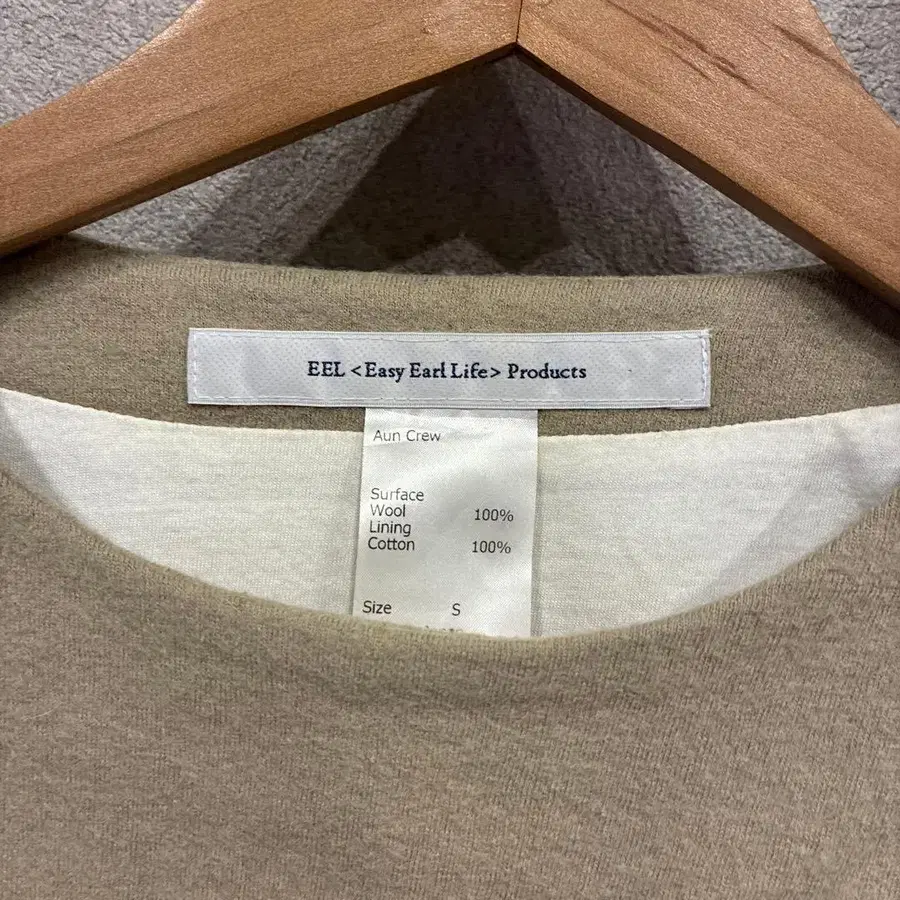 EEL <Easy Earl Life> Products
Aun Crew
Surface
Wool 100%
Lining
Cotton 100%
Size S